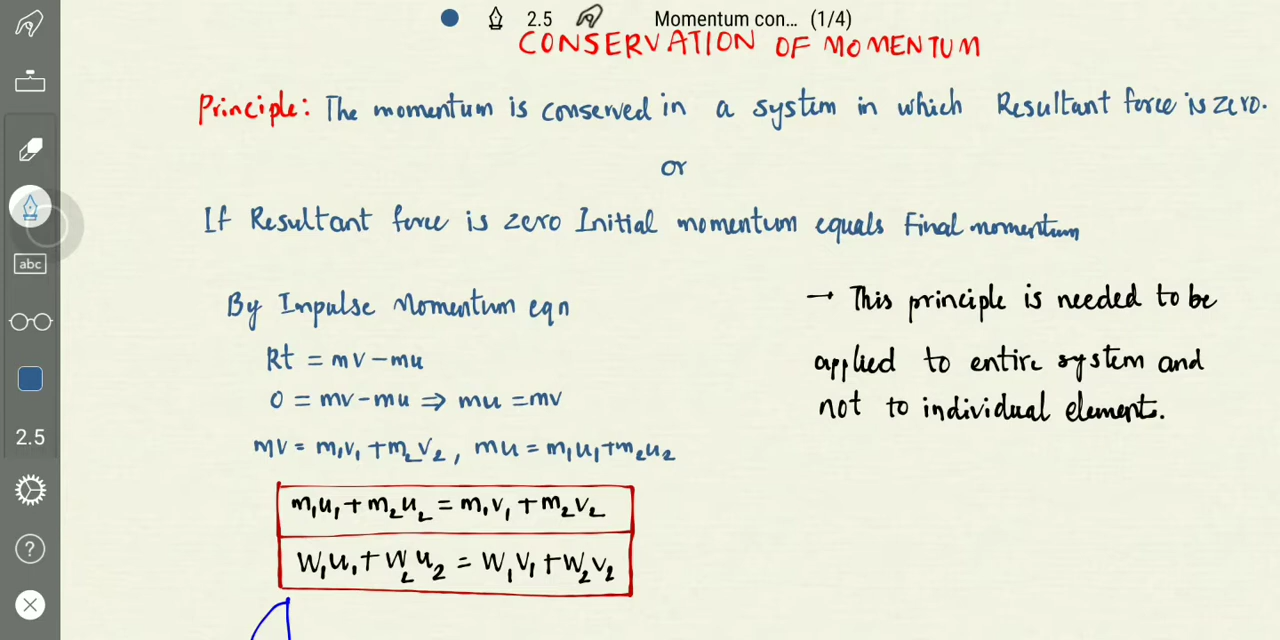 2.5 Momentum con... (1/4)
CONSERVATION OF MOMENTUM
Principle: The momentum is conserved in a system in which Resultant force is zero.
or
If Resultant force is zero Initial momentum equals Final momentum
By Impulse Momentum eqn
Rt = mv - mu
0 = mv - mu ⇒ mu = mv
mv = m₁v₁ + m₂v₂, mu = m₁u₁ + m₂u₂
m₁u₁ + m₂u₂ = m₁v₁ + m₂v₂
W₁u₁ + W₂u₂ = W₁v₁ + W₂v₂
→ This principle is needed to be
applied to entire system and
not to individual elements.
abc
2.5
?